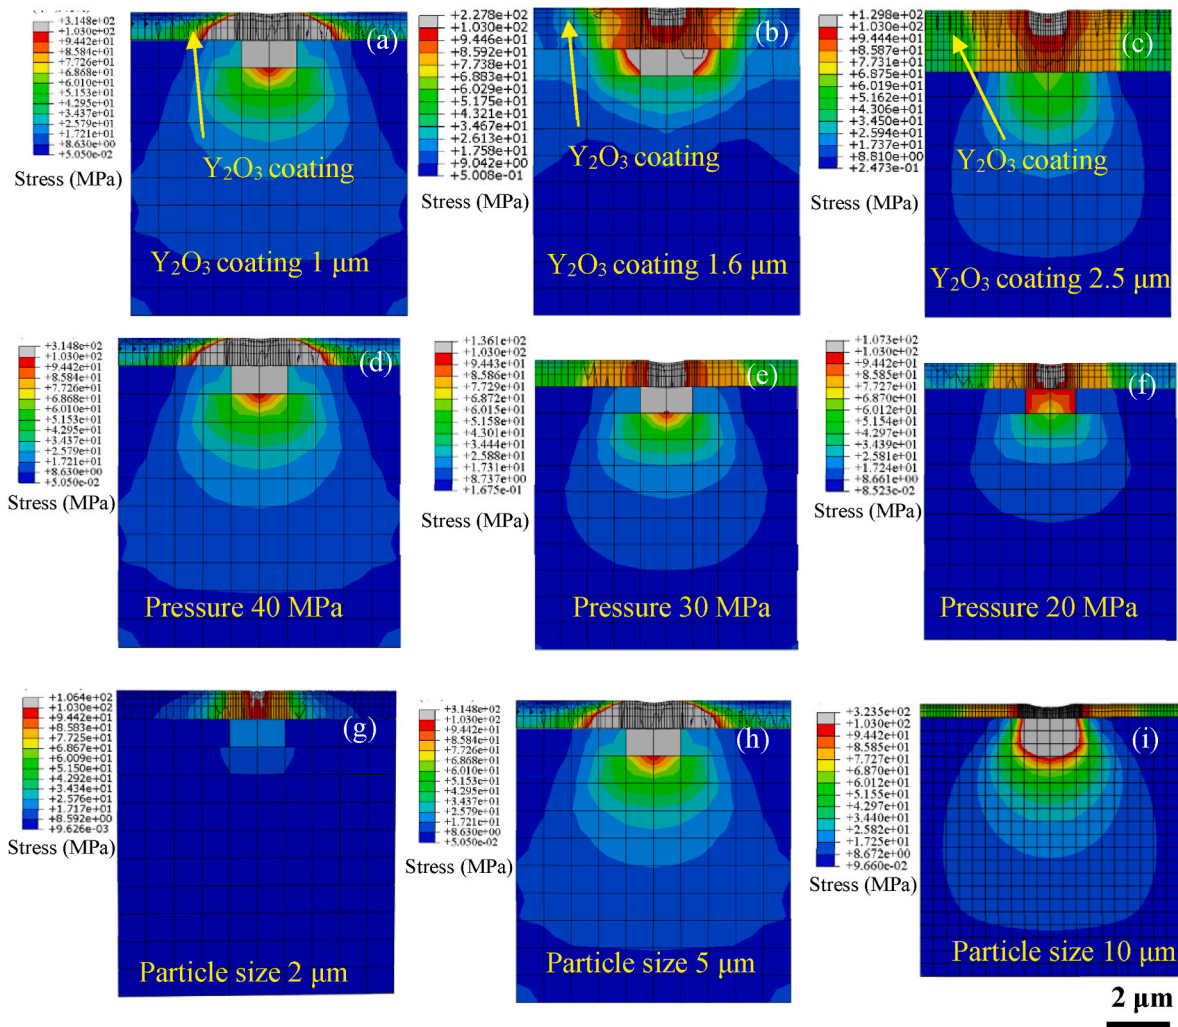 +3.148e+02
+1.030e+02
+9.442e+01
+8.584e+01
+7.726e+01
+6.868e+01
+6.010e+01
+5.153e+01
+4.295e+01
+3.437e+01
+2.579e+01
+1.721e+01
+8.630e+00
+5.050e-02
Stress (MPa)
(a)
Y₂O₃ coating
Y₂O₃ coating 1 μm
+2.278e+02
+1.030e+02
+9.446e+01
+8.592e+01
+7.738e+01
+6.883e+01
+6.029e+01
+5.175e+01
+4.321e+01
+3.467e+01
+2.613e+01
+1.758e+01
+9.042e+00
+5.008e-01
Stress (MPa)
(b)
Y₂O₃ coating
Y₂O₃ coating 1.6 μm
+1.298e+02
+1.030e+02
+9.444e+01
+8.587e+01
+7.731e+01
+6.875e+01
+6.019e+01
+5.162e+01
+4.306e+01
+3.450e+01
+2.594e+01
+1.737e+01
+8.810e+00
+2.473e-01
Stress (MPa)
(c)
Y₂O₃ coating
Y₂O₃ coating 2.5 μm
+3.148e+02
+1.030e+02
+9.442e+01
+8.584e+01
+7.726e+01
+6.868e+01
+6.010e+01
+5.153e+01
+4.295e+01
+3.437e+01
+2.579e+01
+1.721e+01
+8.630e+00
+5.050e-02
Stress (MPa)
(d)
Pressure 40 MPa
+1.361e+02
+1.030e+02
+9.443e+01
+8.586e+01
+7.729e+01
+6.872e+01
+6.015e+01
+5.158e+01
+4.301e+01
+3.444e+01
+2.588e+01
+1.731e+01
+8.737e+00
+1.675e-01
Stress (MPa)
(e)
Pressure 30 MPa
+1.073e+02
+1.030e+02
+9.442e+01
+8.585e+01
+7.727e+01
+6.870e+01
+6.012e+01
+5.154e+01
+4.297e+01
+3.439e+01
+2.581e+01
+1.724e+01
+8.661e+00
+8.523e-02
Stress (MPa)
(f)
Pressure 20 MPa
+1.064e+02
+1.030e+02
+9.442e+01
+8.583e+01
+7.725e+01
+6.867e+01
+6.009e+01
+5.150e+01
+4.292e+01
+3.434e+01
+2.576e+01
+1.717e+01
+8.592e+00
+9.626e-03
Stress (MPa)
(g)
Particle size 2 μm
+3.148e+02
+1.030e+02
+9.442e+01
+8.584e+01
+7.726e+01
+6.868e+01
+6.010e+01
+5.153e+01
+4.295e+01
+3.437e+01
+2.579e+01
+1.721e+01
+8.630e+00
+5.050e-02
Stress (MPa)
(h)
Particle size 5 μm
+3.235e+02
+1.030e+02
+9.442e+01
+8.585e+01
+7.727e+01
+6.870e+01
+6.012e+01
+5.155e+01
+4.297e+01
+3.440e+01
+2.582e+01
+1.725e+01
+8.672e+00
+9.660e-02
Stress (MPa)
(i)
Particle size 10 μm
2 μm